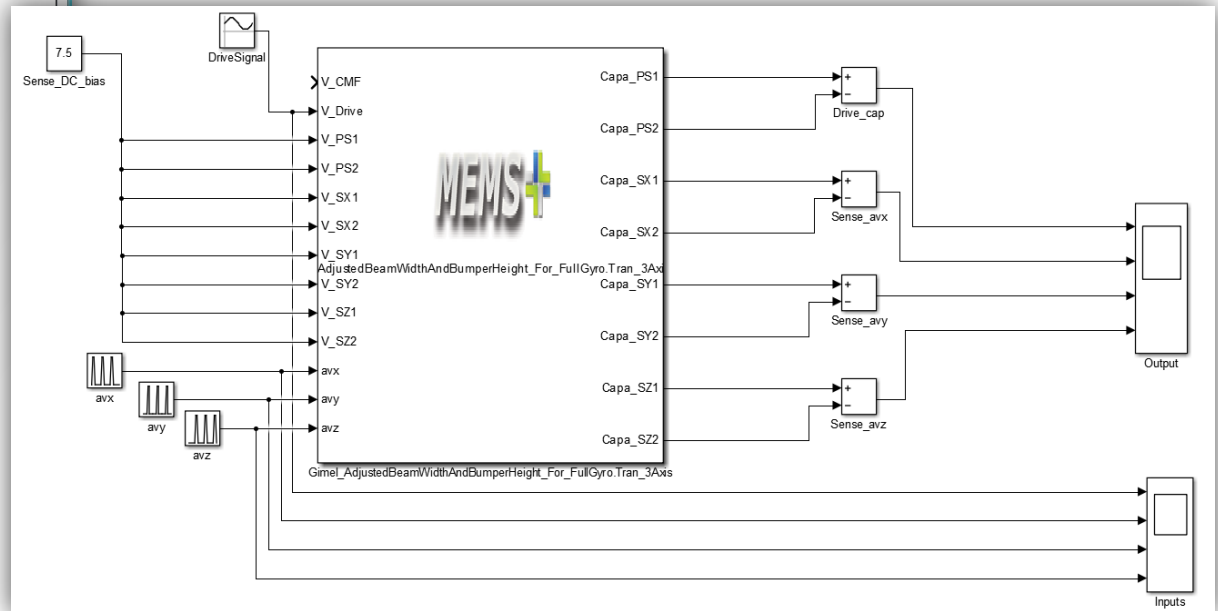 7.5
Sense_DC_bias
DriveSignal
V_CMF
V_Drive
V_PS1
V_PS2
V_SX1
V_SX2
V_SY1
V_SY2
V_SZ1
V_SZ2
avx
avy
avz
MEMS+
AdjustedBeamWidthAndBumperHeight_For_FullGyro.Tran_3Axi
Capa_PS1
Capa_PS2
Capa_SX1
Capa_SX2
Capa_SY1
Capa_SY2
Capa_SZ1
Capa_SZ2
Gimel_AdjustedBeamWidthAndBumperHeight_For_FullGyro.Tran_3Axis
avx
avy
avz
+
−
Drive_cap
+
−
Sense_avx
+
−
Sense_avy
+
−
Sense_avz
Output
Inputs